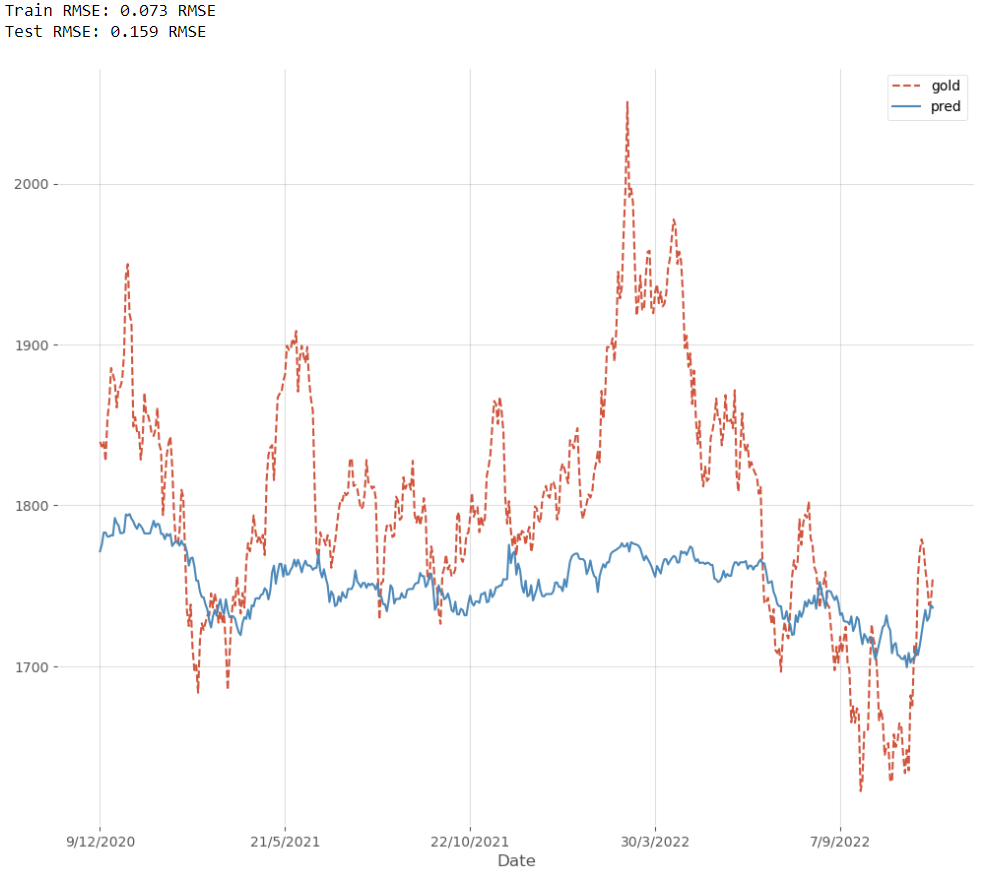 Train RMSE: 0.073 RMSE
Test RMSE: 0.159 RMSE
gold
pred
2000
1900
1800
1700
9/12/2020 21/5/2021 22/10/2021 30/3/2022 7/9/2022
Date